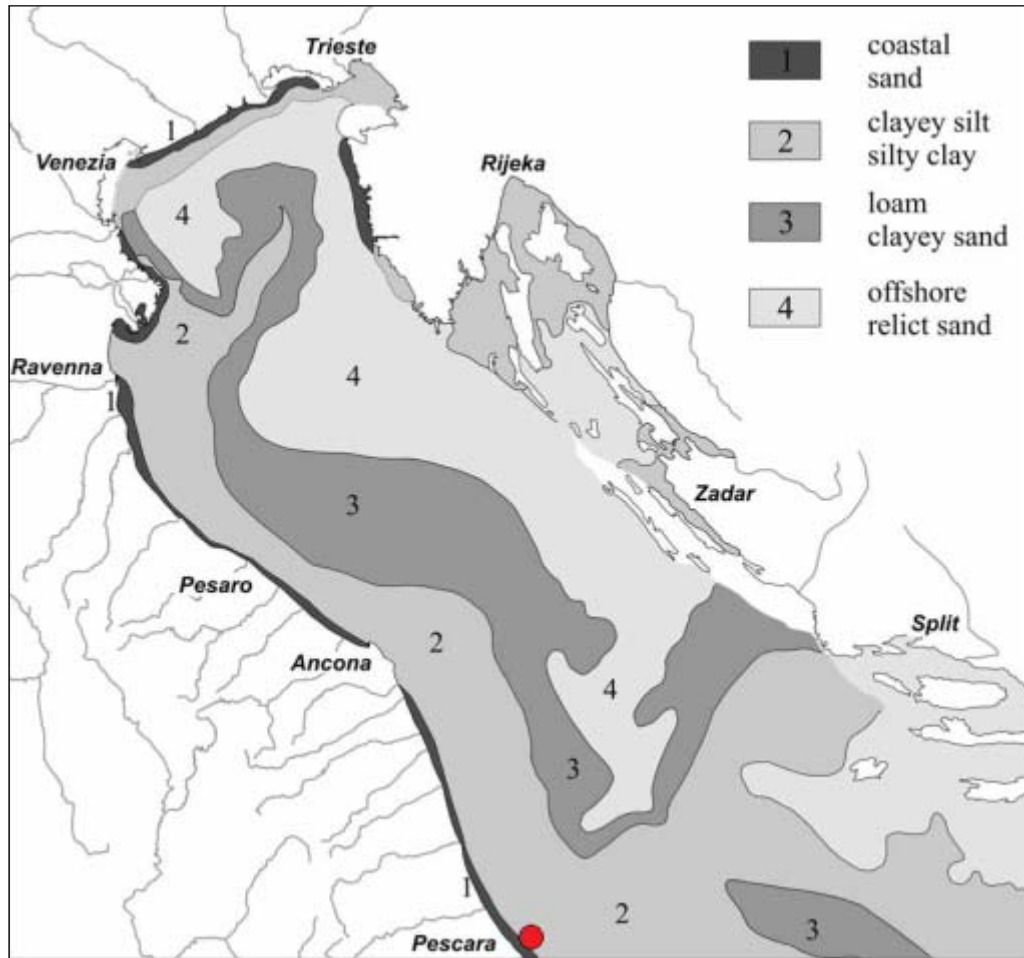 Trieste
1
coastal
sand
1
Venezia
2
clayey silt
silty clay
Rijeka
4
3
loam
clayey sand
2
4
offshore
relict sand
Ravenna
4
1
3
Zadar
Pesaro
2
Split
Ancona
4
3
1
2
3
Pescara